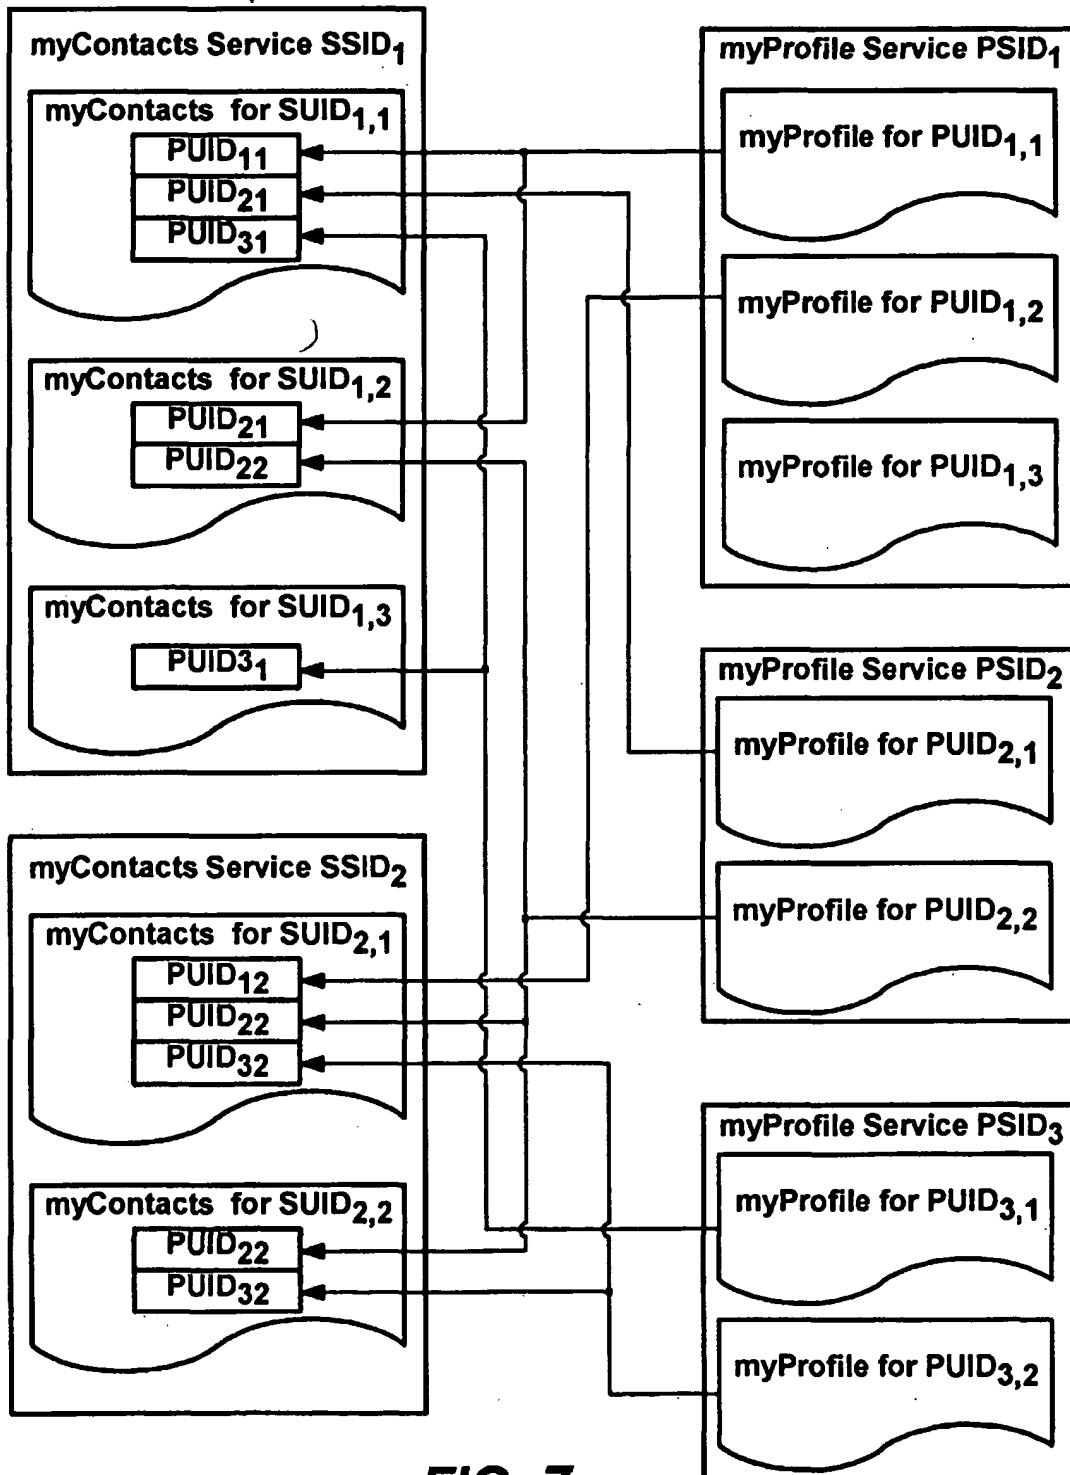 myContacts Service SSID1
myContacts for SUID1,1
PUID11
PUID21
PUID31
myContacts for SUID1,2
PUID21
PUID22
myContacts for SUID1,3
PUID31
myContacts Service SSID2
myContacts for SUID2,1
PUID12
PUID22
PUID32
myContacts for SUID2,2
PUID22
PUID32
myProfile Service PSID1
myProfile for PUID1,1
myProfile for PUID1,2
myProfile for PUID1,3
myProfile Service PSID2
myProfile for PUID2,1
myProfile for PUID2,2
myProfile Service PSID3
myProfile for PUID3,1
myProfile for PUID3,2